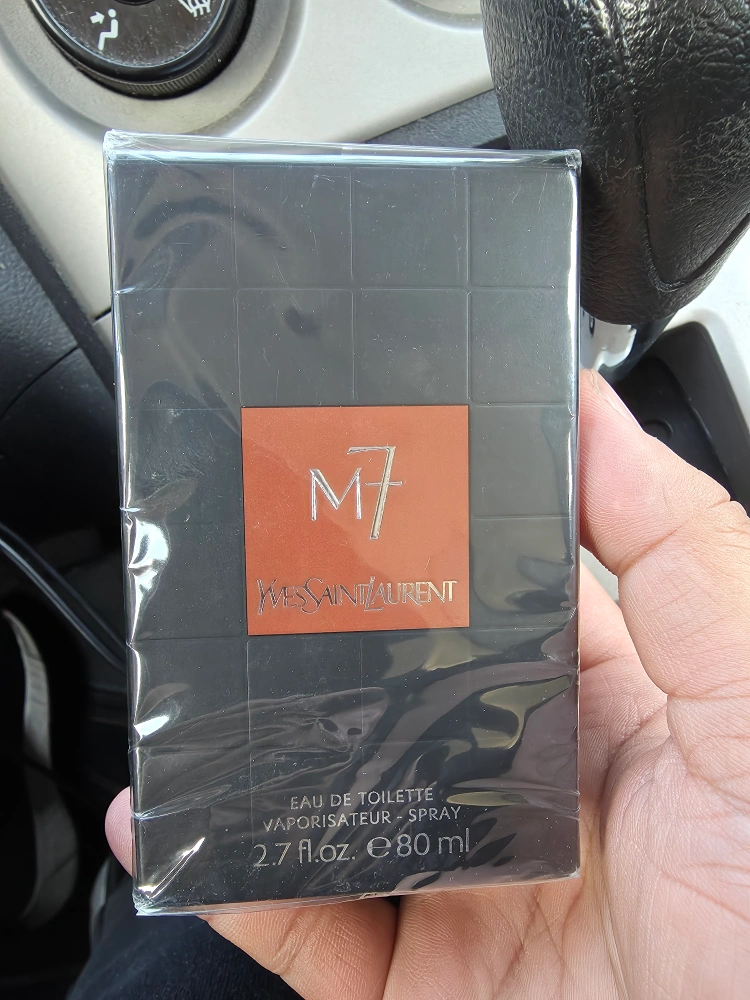 M7
YVESSAINTLAURENT
EAU DE TOILETTE
VAPORISATEUR - SPRAY
2.7 fl.oz. ℮ 80 ml